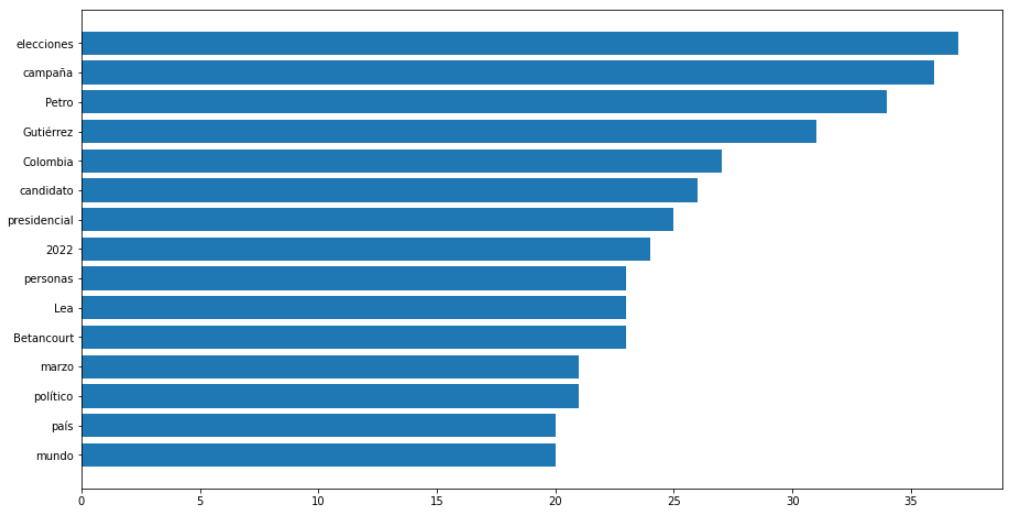 elecciones
campaña
Petro
Gutiérrez
Colombia
candidato
presidencial
2022
personas
Lea
Betancourt
marzo
político
país
mundo
0 5 10 15 20 25 30 35